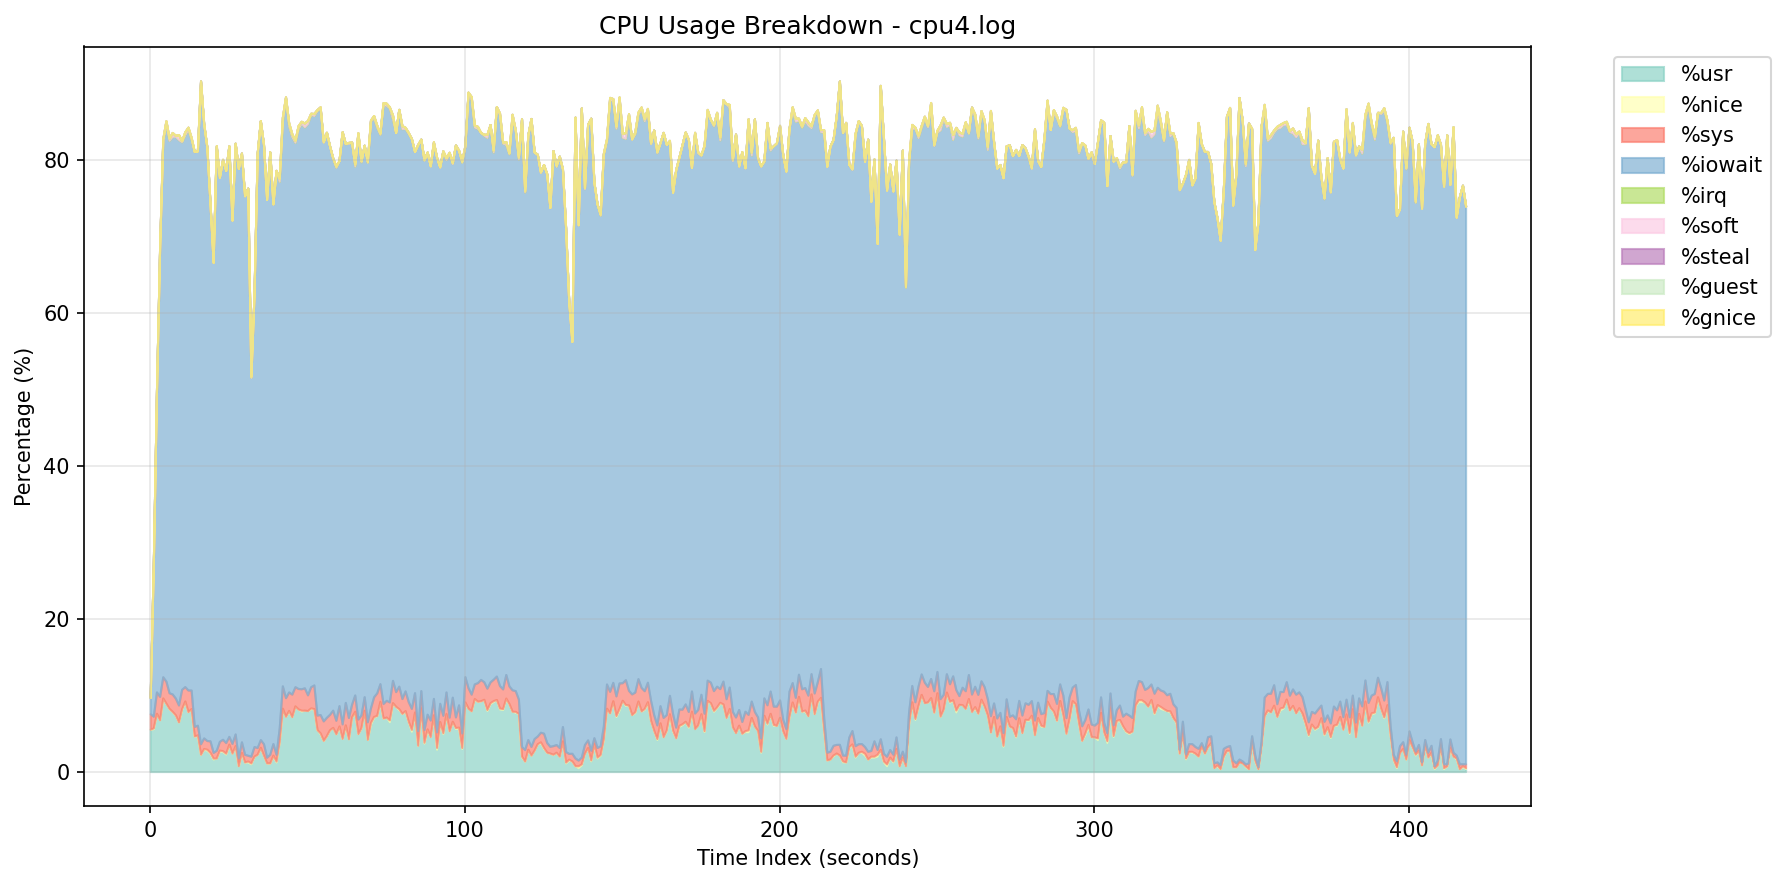 CPU Usage Breakdown - cpu4.log
Percentage (%)
80
60
40
20
0
0 100 200 300 400
Time Index (seconds)
%usr
%nice
%sys
%iowait
%irq
%soft
%steal
%guest
%gnice